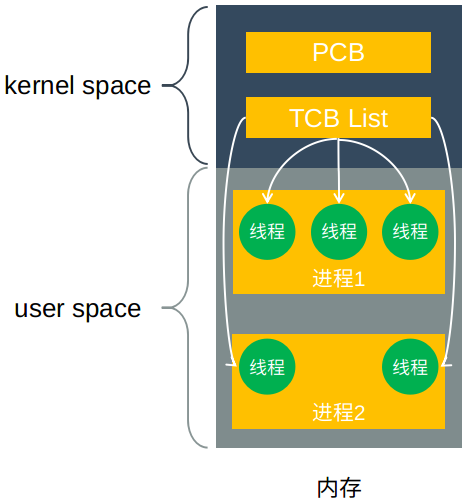 PCB
kernel space
TCB List
线程 线程 线程
进程1
user space
线程 线程
进程2
内存